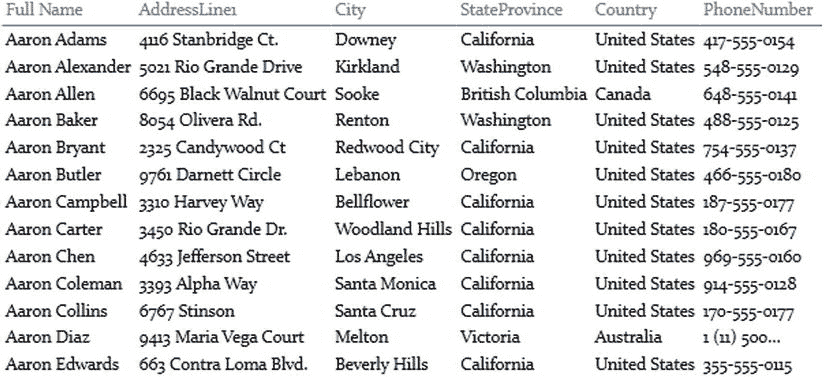 Full Name AddressLine1 City StateProvince Country PhoneNumber
Aaron Adams 4116 Stanbridge Ct. Downey California United States 417-555-0154
Aaron Alexander 5021 Rio Grande Drive Kirkland Washington United States 548-555-0129
Aaron Allen 6695 Black Walnut Court Sooke British Columbia Canada 648-555-0141
Aaron Baker 8054 Olivera Rd. Renton Washington United States 488-555-0125
Aaron Bryant 2325 Candywood Ct Redwood City California United States 754-555-0137
Aaron Butler 9761 Darnett Circle Lebanon Oregon United States 466-555-0180
Aaron Campbell 3310 Harvey Way Bellflower California United States 187-555-0177
Aaron Carter 3450 Rio Grande Dr. Woodland Hills California United States 180-555-0167
Aaron Chen 4633 Jefferson Street Los Angeles California United States 969-555-0160
Aaron Coleman 3393 Alpha Way Santa Monica California United States 914-555-0128
Aaron Collins 6767 Stinson Santa Cruz California United States 170-555-0177
Aaron Diaz 9413 Maria Vega Court Melton Victoria Australia 1 (11) 500...
Aaron Edwards 663 Contra Loma Blvd. Beverly Hills California United States 355-555-0115